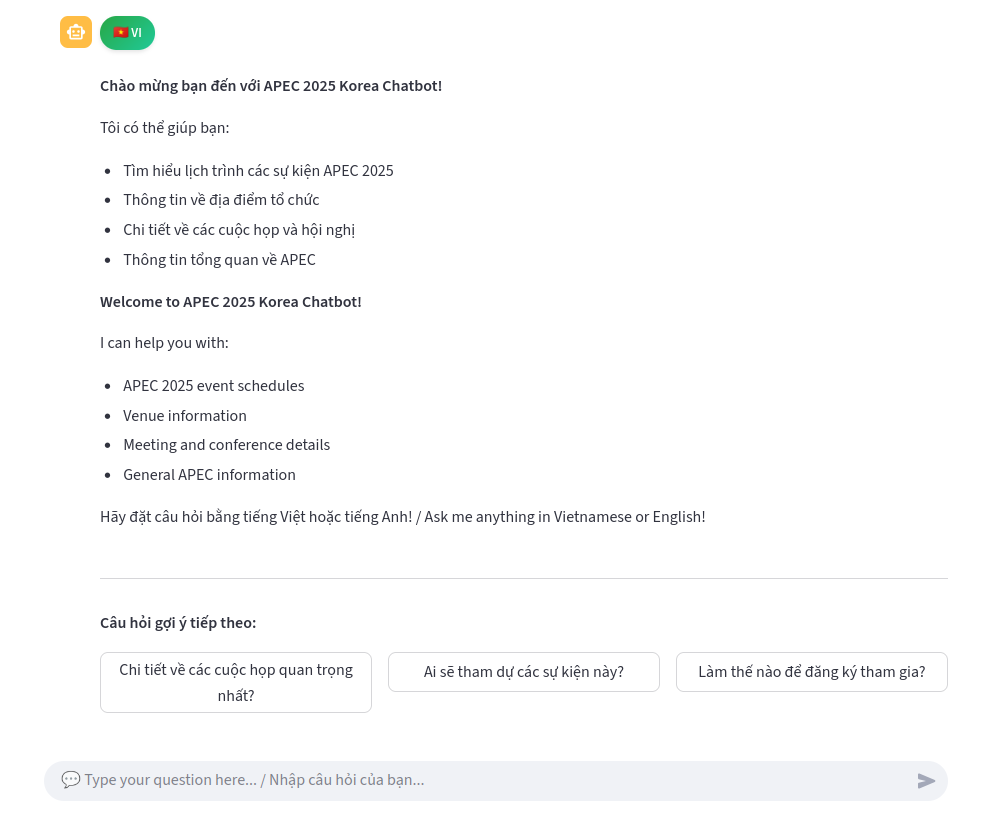 🇻🇳 VI
Chào mừng bạn đến với APEC 2025 Korea Chatbot!
Tôi có thể giúp bạn:
• Tìm hiểu lịch trình các sự kiện APEC 2025
• Thông tin về địa điểm tổ chức
• Chi tiết về các cuộc họp và hội nghị
• Thông tin tổng quan về APEC
Welcome to APEC 2025 Korea Chatbot!
I can help you with:
• APEC 2025 event schedules
• Venue information
• Meeting and conference details
• General APEC information
Hãy đặt câu hỏi bằng tiếng Việt hoặc tiếng Anh! / Ask me anything in Vietnamese or English!
Câu hỏi gợi ý tiếp theo:
Chi tiết về các cuộc họp quan trọng
nhất?
Ai sẽ tham dự các sự kiện này?
Làm thế nào để đăng ký tham gia?
💬 Type your question here... / Nhập câu hỏi của bạn...